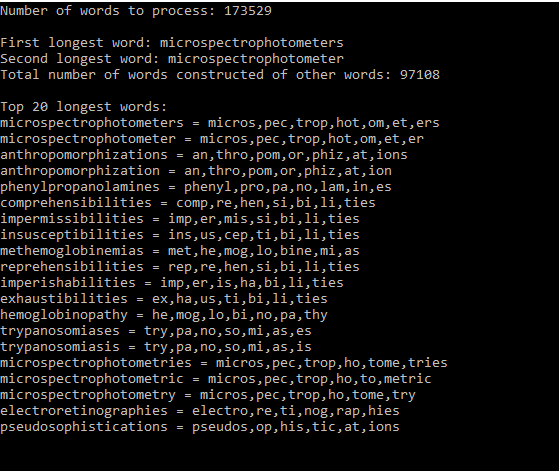 Number of words to process: 173529
First longest word: microspectrophotometers
Second longest word: microspectrophotometer
Total number of words constructed of other words: 97108
Top 20 longest words:
microspectrophotometers = micros,pec,trop,hot,om,et,ers
microspectrophotometer = micros,pec,trop,hot,om,et,er
anthropomorphizations = an,thro,pom,or,phiz,at,ions
anthropomorphization = an,thro,pom,or,phiz,at,ion
phenylpropanolamines = phenyl,pro,pa,no,lam,in,es
comprehensibilities = comp,re,hen,si,bi,li,ties
impermissibilities = imp,er,mis,si,bi,li,ties
insusceptibilities = ins,us,cep,ti,bi,li,ties
methemoglobinemias = met,he,mog,lo,bine,mi,as
reprehensibilities = rep,re,hen,si,bi,li,ties
imperishabilities = imp,er,is,ha,bi,li,ties
exhaustibilities = ex,ha,us,ti,bi,li,ties
hemoglobinopathy = he,mog,lo,bi,no,pa,thy
trypanosomiases = try,pa,no,so,mi,as,es
trypanosomiasis = try,pa,no,so,mi,as,is
microspectrophotometries = micros,pec,trop,ho,tome,tries
microspectrophotometric = micros,pec,trop,ho,to,metric
microspectrophotometry = micros,pec,trop,ho,tome,try
electroretinographies = electro,re,ti,nog,rap,hies
pseudosophistications = pseudos,op,his,tic,at,ions